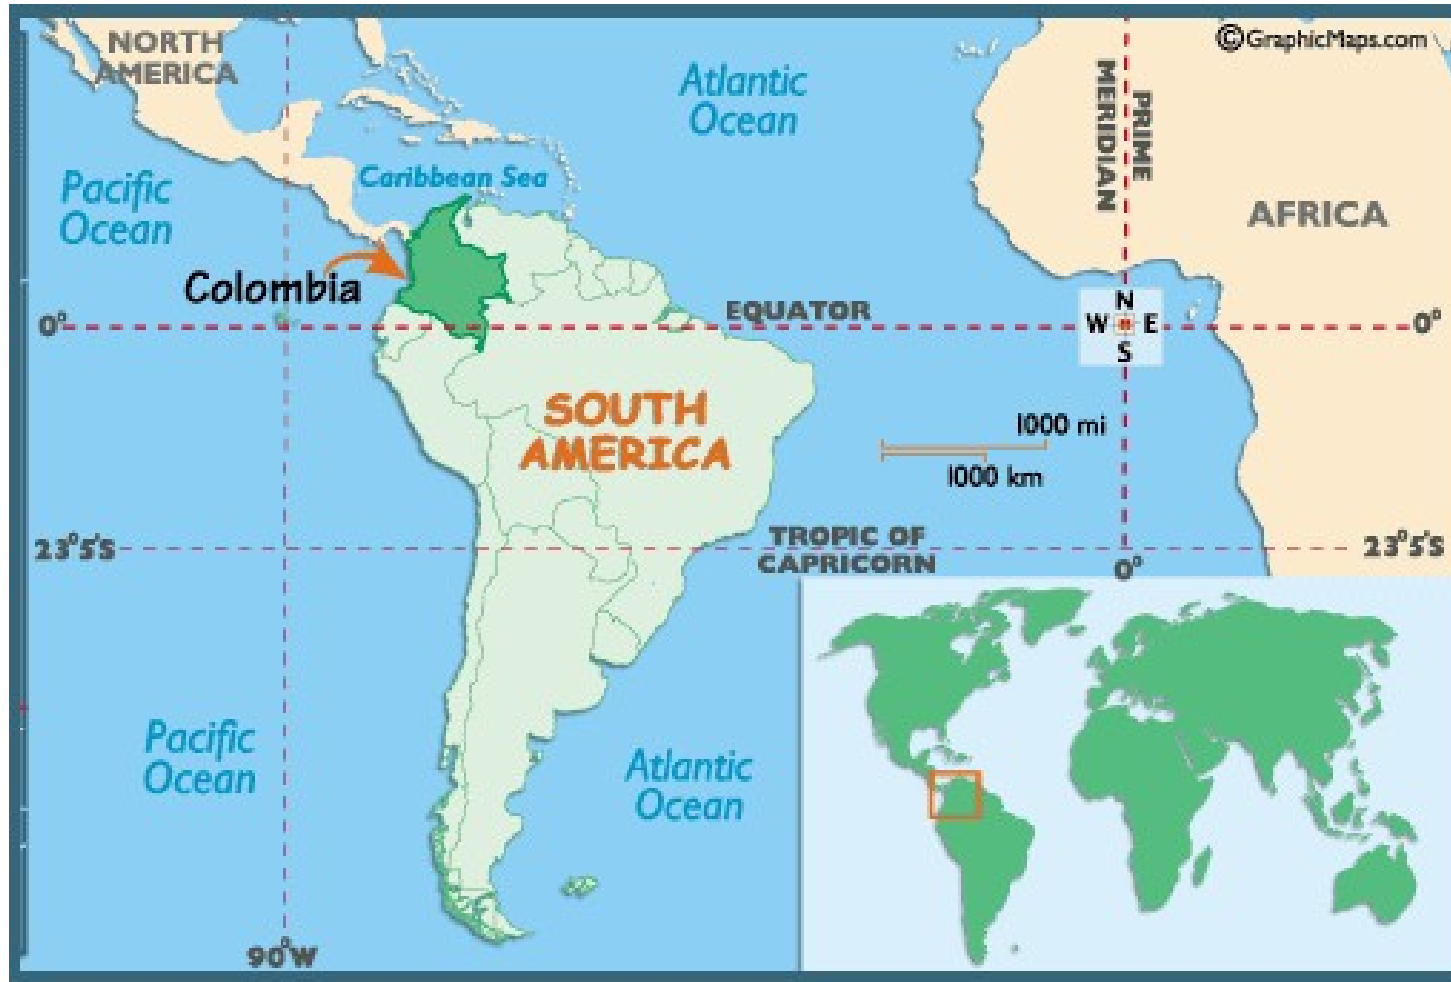 NORTH
AMERICA
©GraphicMaps.com
Atlantic
Ocean
PRIME
MERIDIAN
Caribbean Sea
Pacific
Ocean
AFRICA
Colombia
N
W E
S
EQUATOR
0°
0°
SOUTH
AMERICA
1000 mi
1000 km
TROPIC OF
CAPRICORN
23°5'S
23°5'S
0°
Pacific
Ocean
Atlantic
Ocean
90°W